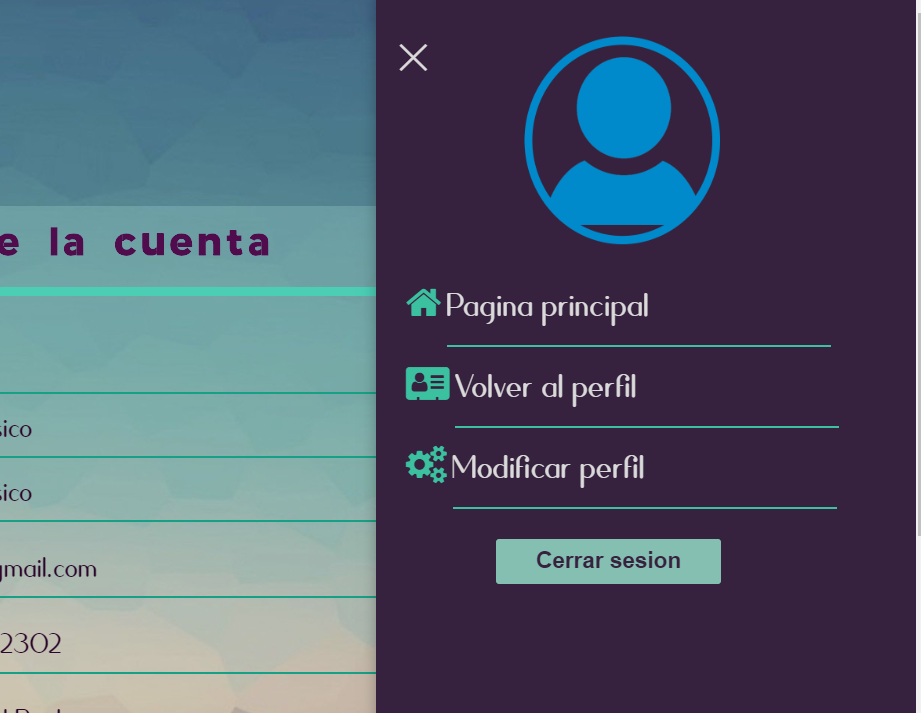 e la cuenta
sico
sico
gmail.com
2302
Pagina principal
Volver al perfil
Modificar perfil
Cerrar sesion